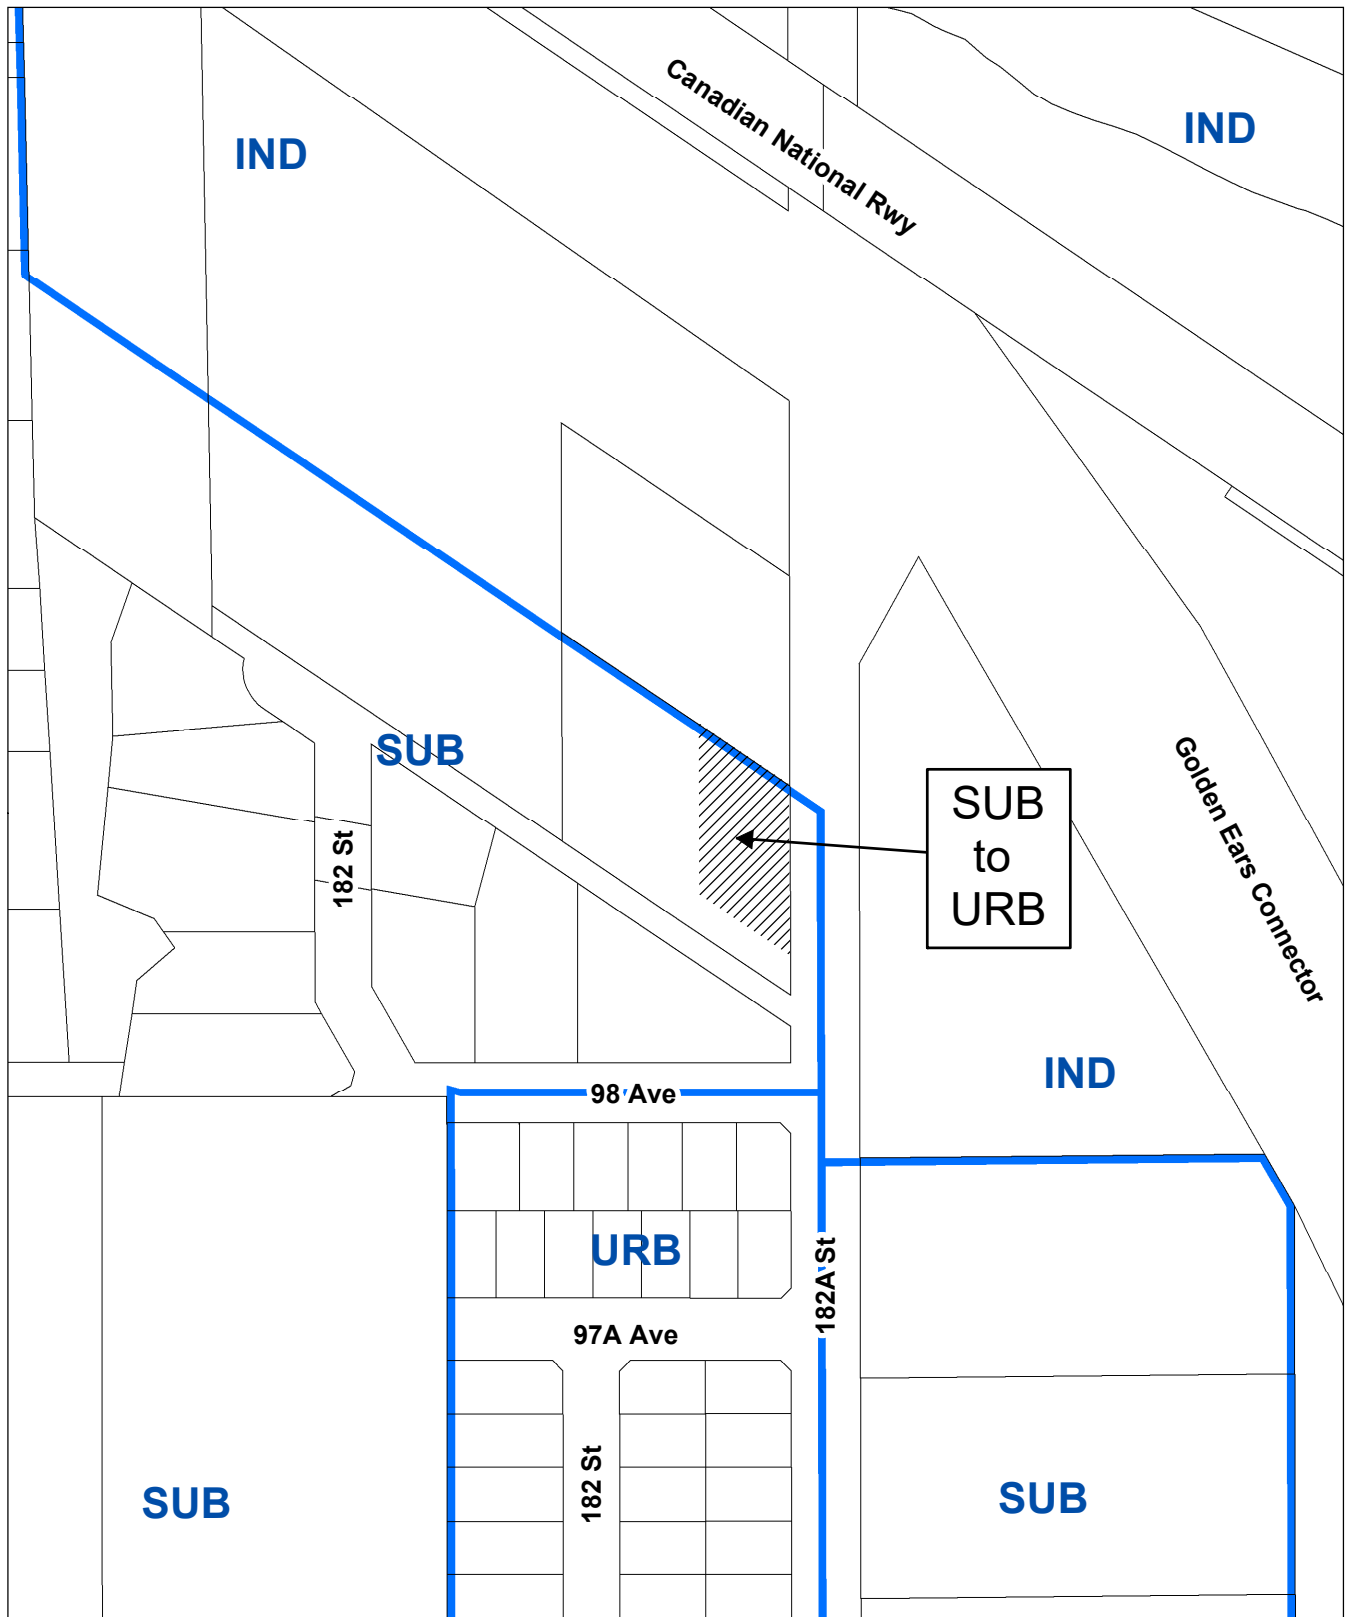 Canadian National Rwy
IND
IND
SUB
182 St
SUB
to
URB
Golden Ears Connector
IND
98 Ave
URB
182A St
97A Ave
182 St
SUB
SUB